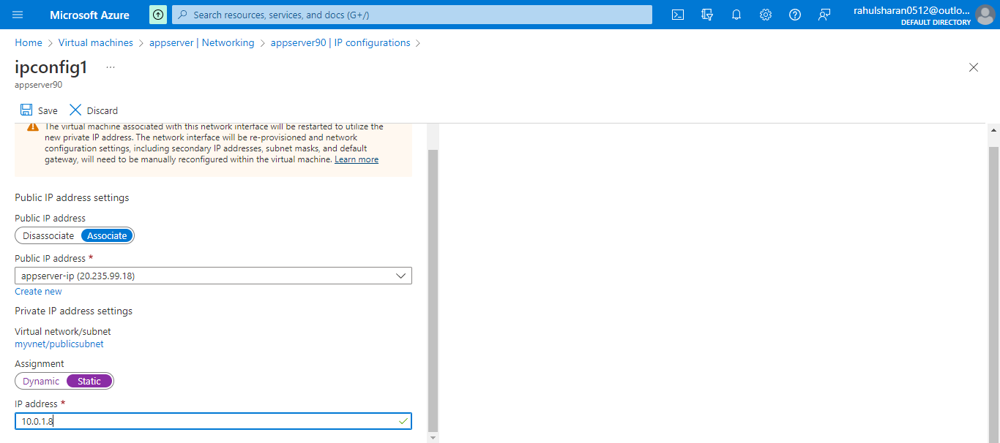 Microsoft Azure
Search resources, services, and docs (G+/)
rahulsharan0512@outlo...
DEFAULT DIRECTORY
Home > Virtual machines > appserver | Networking > appserver90 | IP configurations >
ipconfig1 ...
appserver90
Save Discard
The virtual machine associated with this network interface will be restarted to utilize the
new private IP address. The network interface will be re-provisioned and network
configuration settings, including secondary IP addresses, subnet masks, and default
gateway, will need to be manually reconfigured within the virtual machine. Learn more
Public IP address settings
Public IP address
Disassociate Associate
Public IP address *
appserver-ip (20.235.99.18)
Create new
Private IP address settings
Virtual network/subnet
myvnet/publicsubnet
Assignment
Dynamic Static
IP address *
10.0.1.8